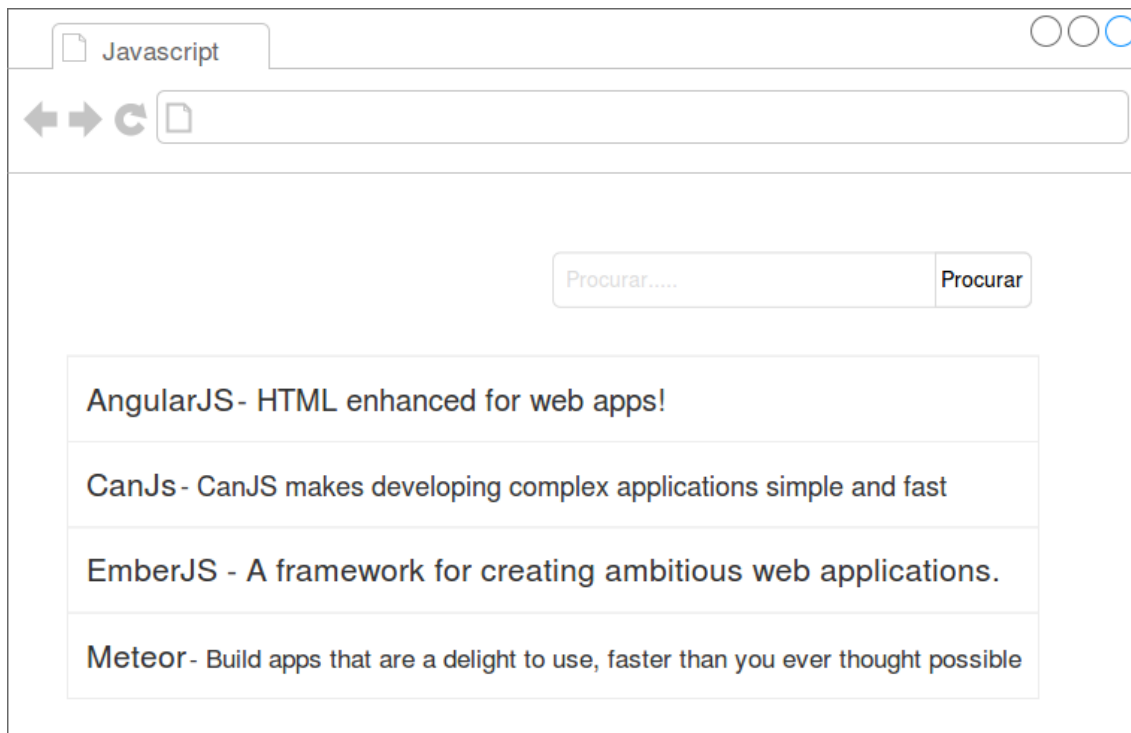 Javascript
Procurar..... Procurar
AngularJS - HTML enhanced for web apps!
CanJs - CanJS makes developing complex applications simple and fast
EmberJS - A framework for creating ambitious web applications.
Meteor - Build apps that are a delight to use, faster than you ever thought possible